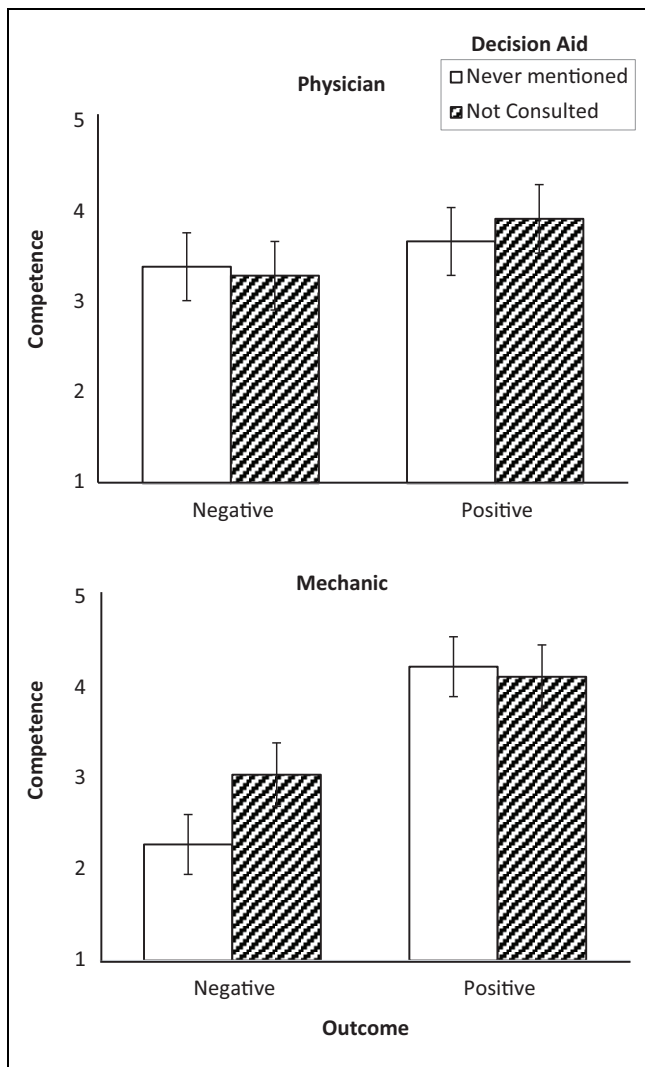 Decision Aid
Never mentioned
Not Consulted
Physician
5
4
3
2
1
Competence
Negative Positive
Mechanic
5
4
3
2
1
Competence
Negative Positive
Outcome